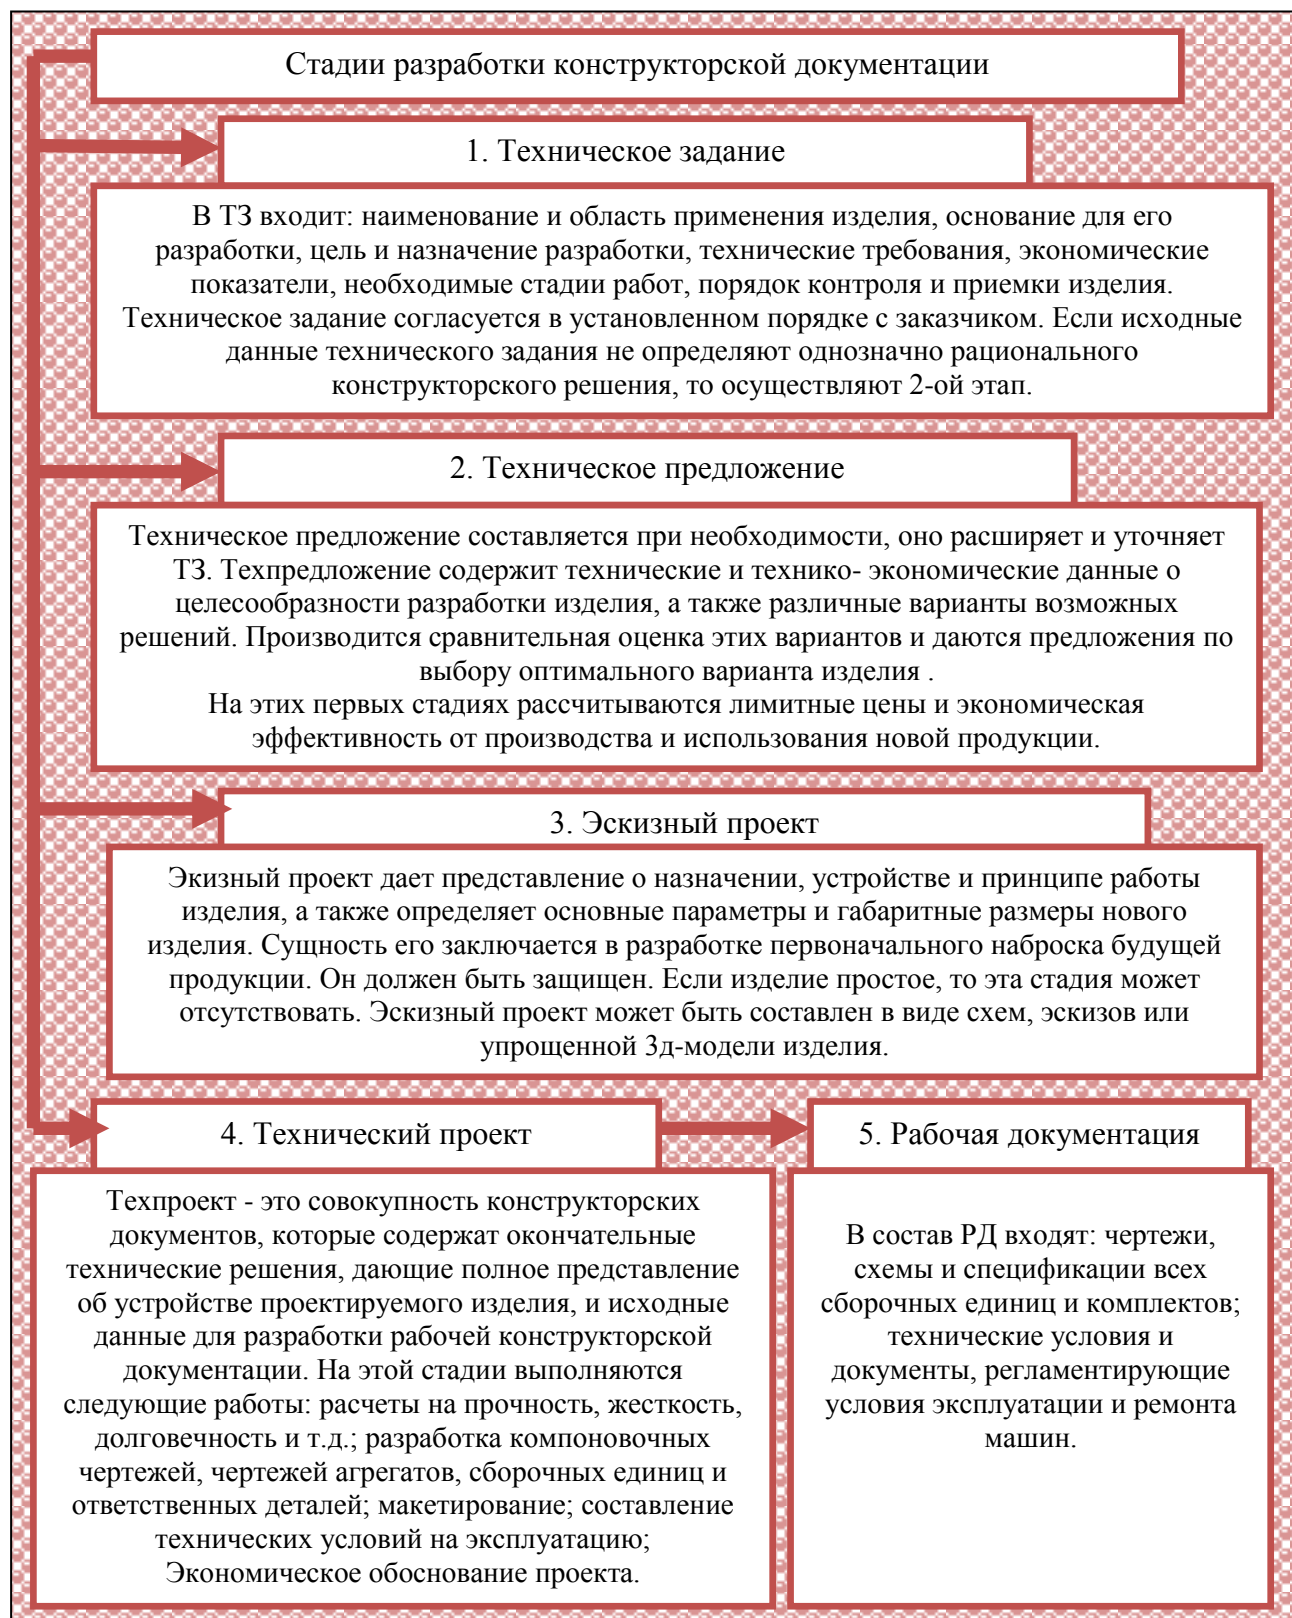 Стадии разработки конструкторской документации
1. Техническое задание
В ТЗ входит: наименование и область применения изделия, основание для его
разработки, цель и назначение разработки, технические требования, экономические
показатели, необходимые стадии работ, порядок контроля и приемки изделия.
Техническое задание согласуется в установленном порядке с заказчиком. Если исходные
данные технического задания не определяют однозначно рационального
конструкторского решения, то осуществляют 2-ой этап.
2. Техническое предложение
Техническое предложение составляется при необходимости, оно расширяет и уточняет
ТЗ. Техпредложение содержит технические и технико- экономические данные о
целесообразности разработки изделия, а также различные варианты возможных
решений. Производится сравнительная оценка этих вариантов и даются предложения по
выбору оптимального варианта изделия .
На этих первых стадиях рассчитываются лимитные цены и экономическая
эффективность от производства и использования новой продукции.
3. Эскизный проект
Экизный проект дает представление о назначении, устройстве и принципе работы
изделия, а также определяет основные параметры и габаритные размеры нового
изделия. Сущность его заключается в разработке первоначального наброска будущей
продукции. Он должен быть защищен. Если изделие простое, то эта стадия может
отсутствовать. Эскизный проект может быть составлен в виде схем, эскизов или
упрощенной 3д-модели изделия.
4. Технический проект
Техпроект - это совокупность конструкторских
документов, которые содержат окончательные
технические решения, дающие полное представление
об устройстве проектируемого изделия, и исходные
данные для разработки рабочей конструкторской
документации. На этой стадии выполняются
следующие работы: расчеты на прочность, жесткость,
долговечность и т.д.; разработка компоновочных
чертежей, чертежей агрегатов, сборочных единиц и
ответственных деталей; макетирование; составление
технических условий на эксплуатацию;
Экономическое обоснование проекта.
5. Рабочая документация
В состав РД входят: чертежи,
схемы и спецификации всех
сборочных единиц и комплектов;
технические условия и
документы, регламентирующие
условия эксплуатации и ремонта
машин.